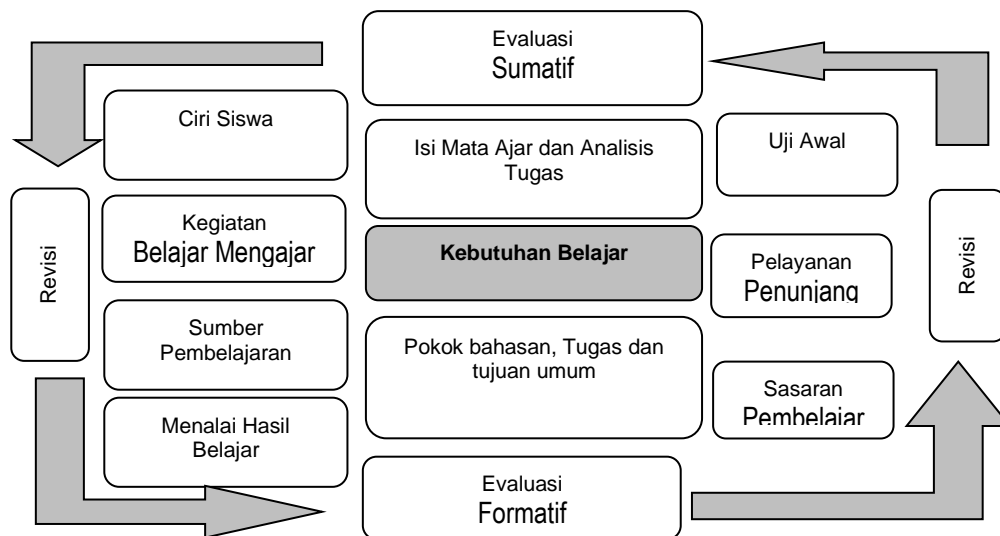 Evaluasi
Sumatif
Ciri Siswa
Isi Mata Ajar dan Analisis
Tugas
Uji Awal
Revisi
Kegiatan
Belajar Mengajar
Kebutuhan Belajar
Pelayanan
Penunjang
Revisi
Sumber
Pembelajaran
Pokok bahasan, Tugas dan
tujuan umum
Sasaran
Pembelajar
Menalai Hasil
Belajar
Evaluasi
Formatif